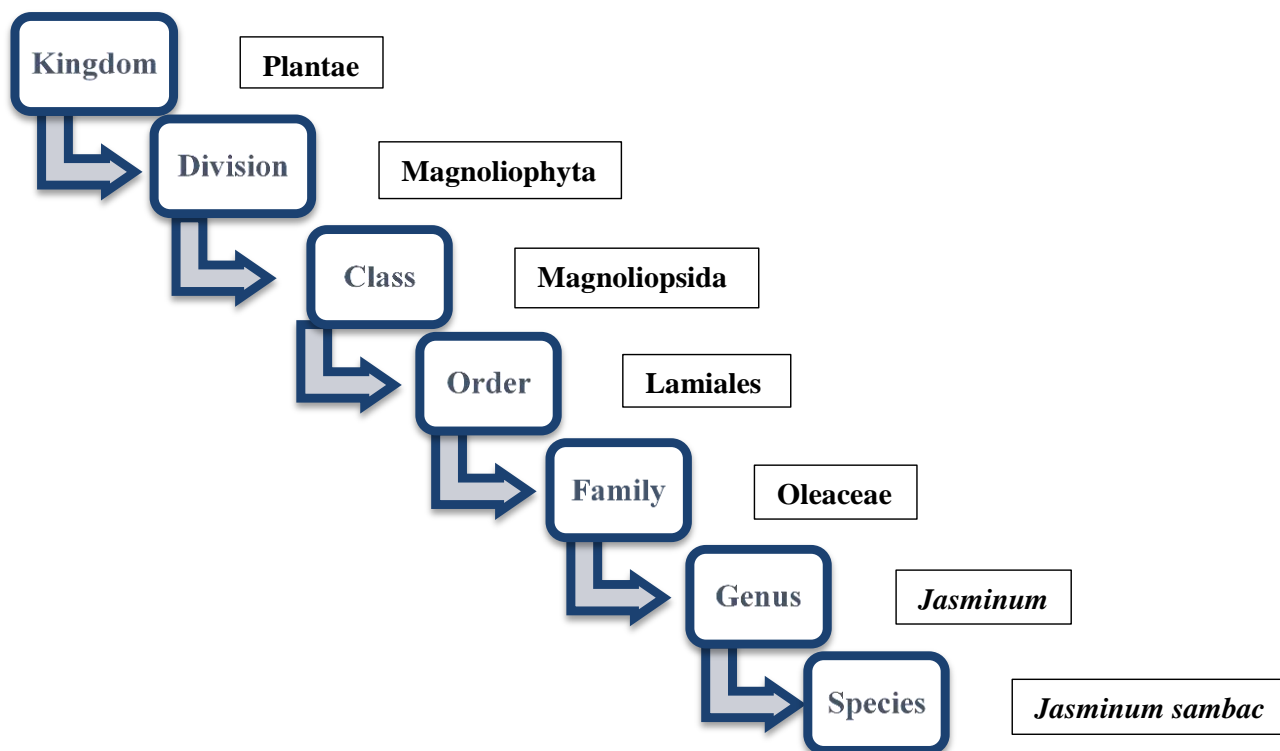 Kingdom
Plantae
Division
Magnoliophyta
Class
Magnoliopsida
Order
Lamiales
Family
Oleaceae
Genus
Jasminum
Species
Jasminum sambac